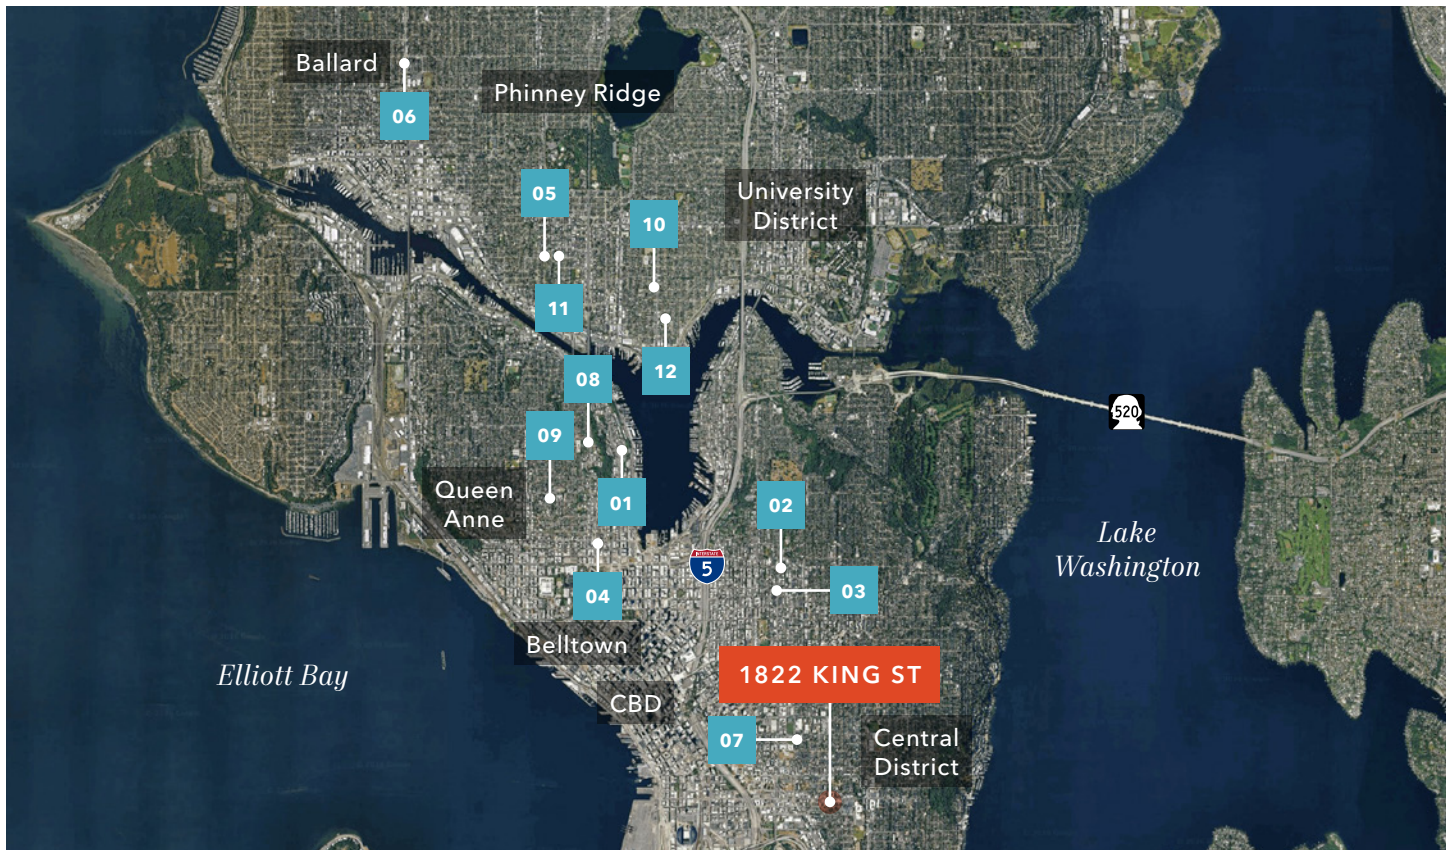 Ballard
06
Phinney Ridge
05
10
University
District
11
08
12
520
09
Queen
Anne
01
02
Lake
Washington
INTERSTATE
5
04
03
Belltown
Elliott Bay
1822 KING ST
CBD
07
Central
District